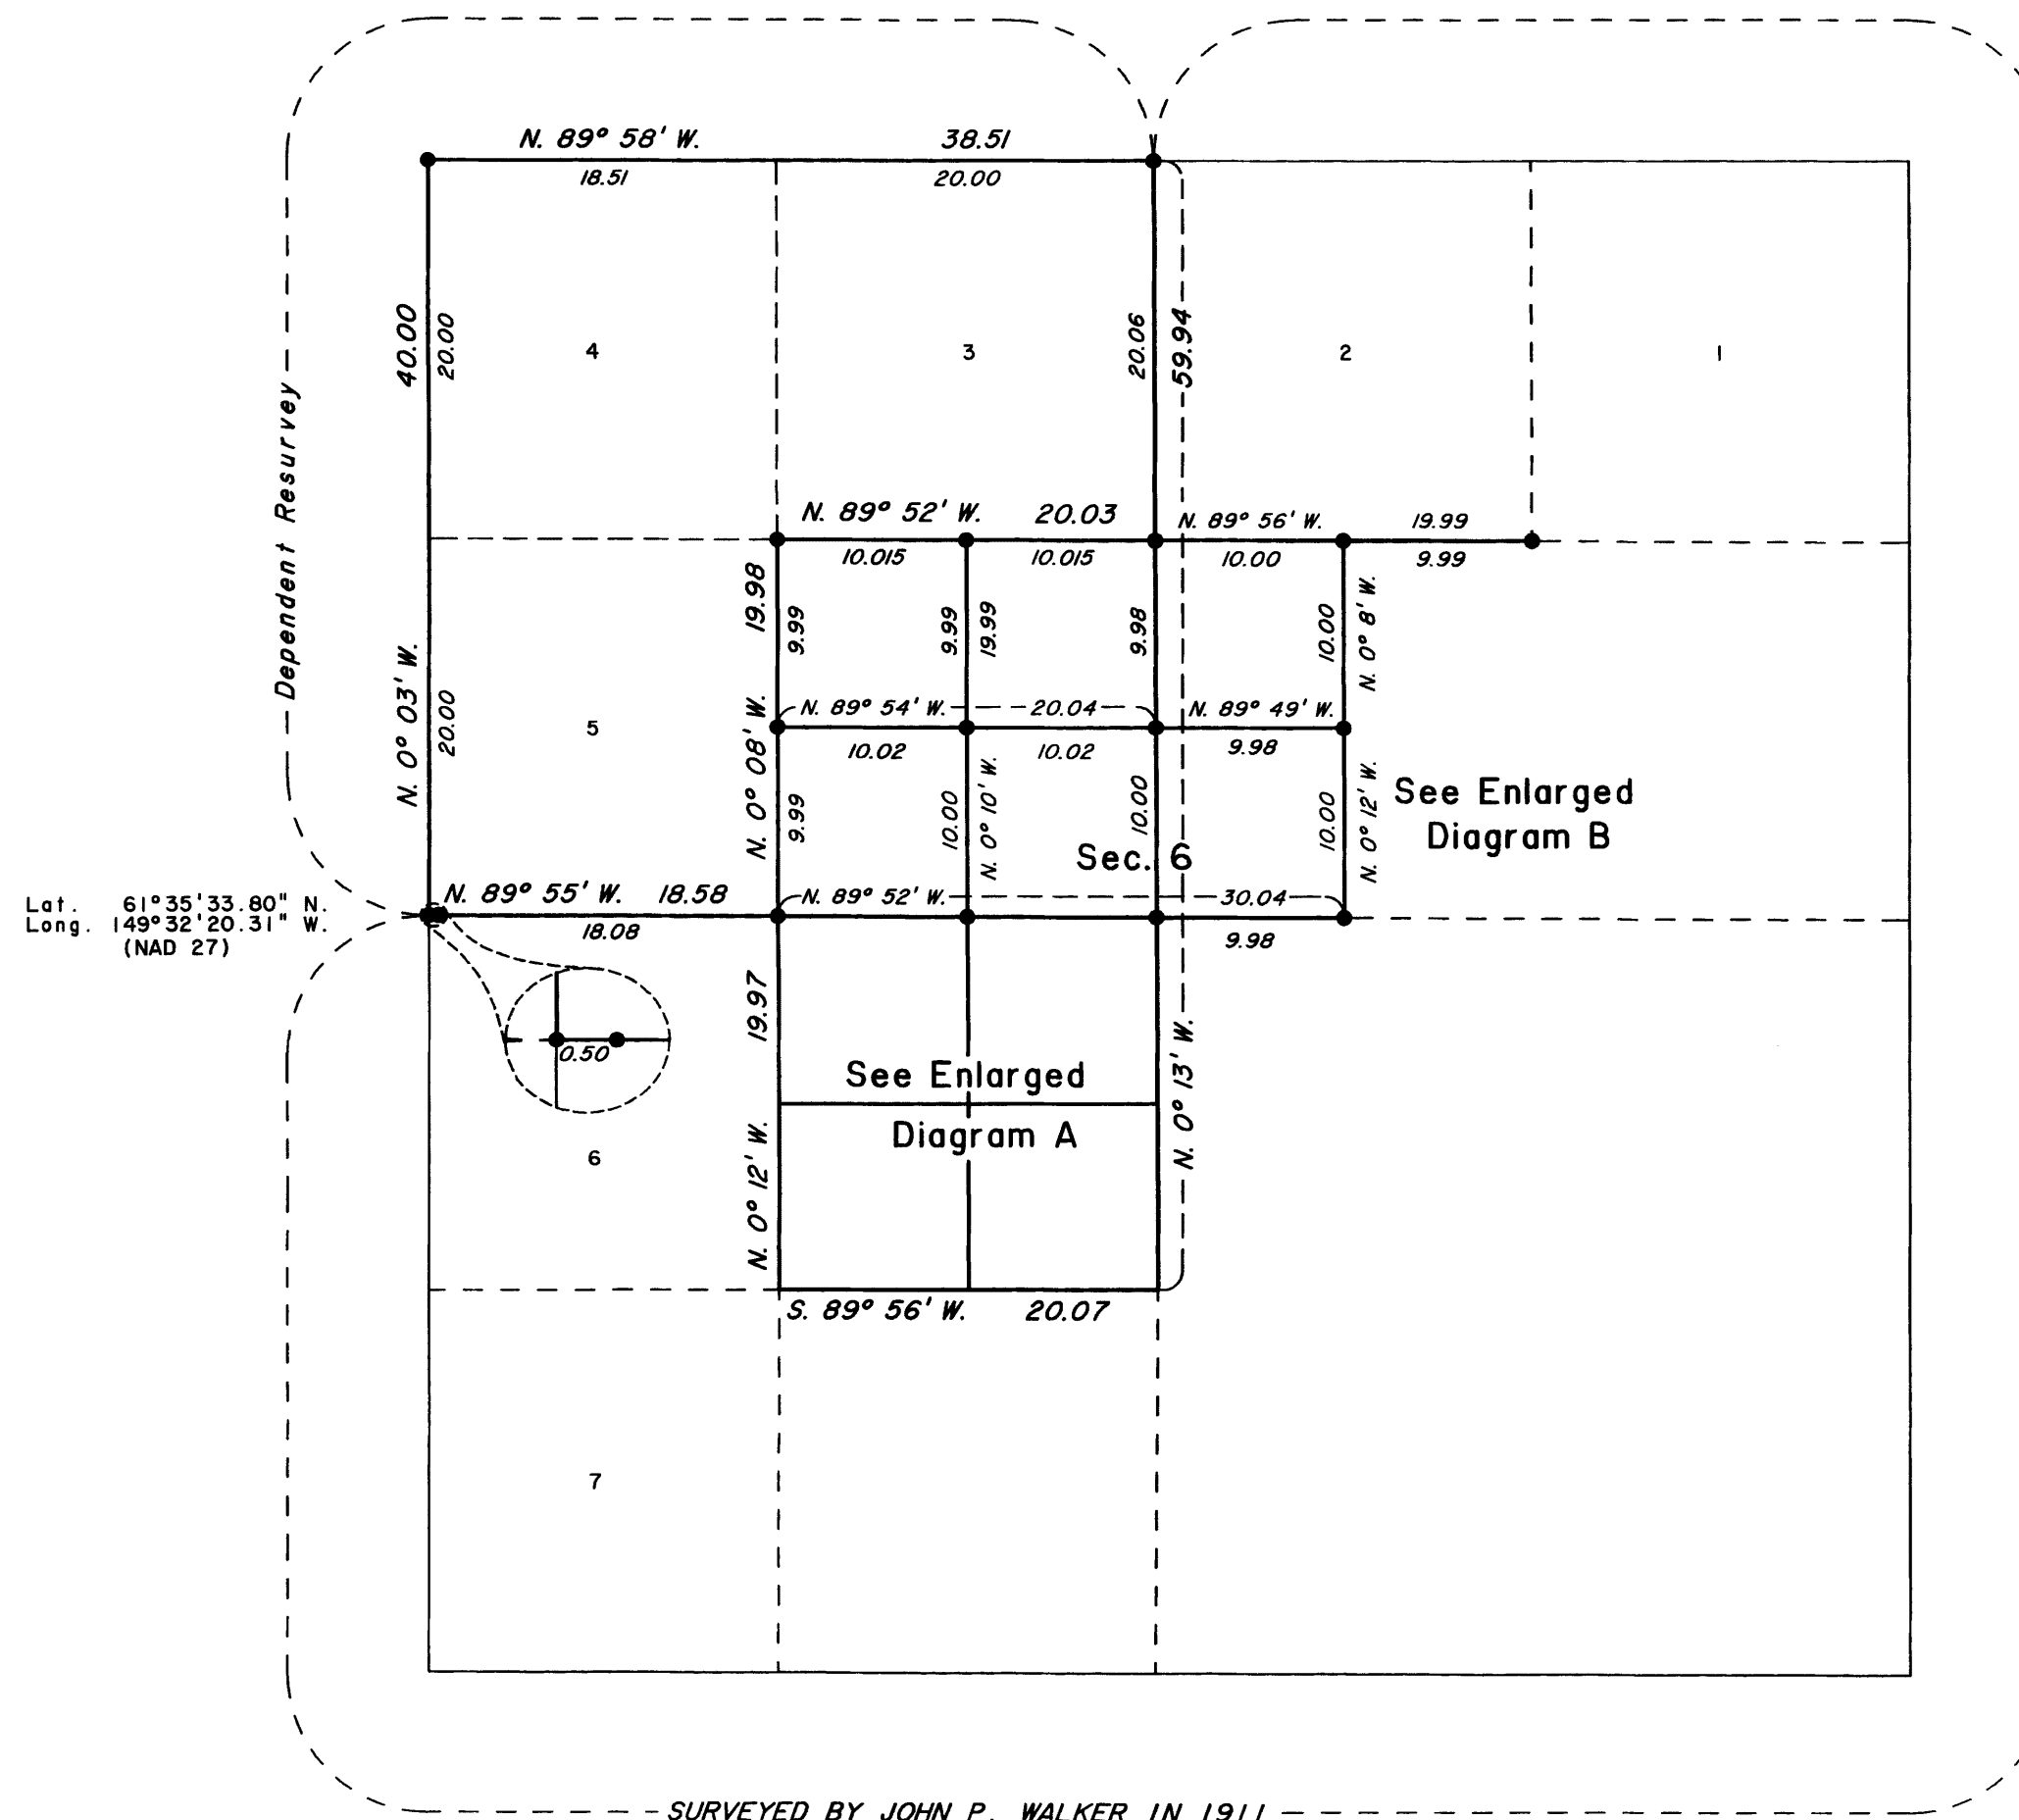 N. 89° 58' W. 38.51
18.51 20.00
40.00
20.00
4
3
20.06
59.94
2
1
Dependent Resurvey
N. 89° 52' W. 20.03
N. 89° 56' W. 19.99
10.015 10.015 10.00 9.99
19.98
9.99
9.99
19.99
9.98
10.00
N. 0° 8' W.
N. 0° 03' W.
20.00
5
N. 0° 08' W.
N. 89° 54' W. 20.04
N. 89° 49' W.
10.02 10.02 9.98
9.99
10.00
N. 0° 10' W.
10.00
10.00
N. 0° 12' W.
See Enlarged
Diagram B
Sec. 6
Lat. 61°35'33.80" N.
Long. 149°32'20.31" W.
(NAD 27)
N. 89° 55' W. 18.58
N. 89° 52' W. 30.04
18.08
9.98
0.50
19.97
N. 0° 12' W.
See Enlarged
Diagram A
N. 0° 13' W.
6
S. 89° 56' W. 20.07
7
SURVEYED BY JOHN P. WALKER IN 1911